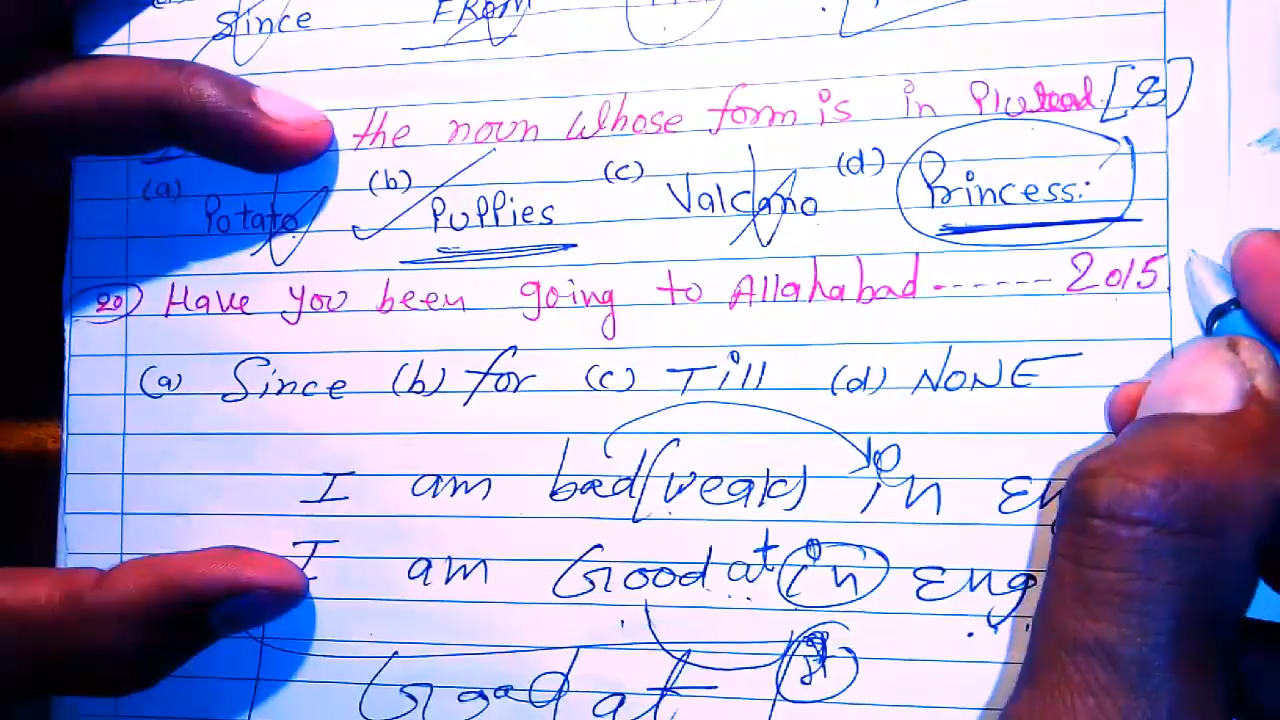 Since FROM
the noun whose form is in Plural. [B]
(a) Potato (b) Puppies (c) Valcano (d) Princess:
20) Have you been going to Allahabad ------ 2015
(a) Since (b) for (c) Till (d) NONE
I am bad (weak) in
I am Good at in Eng
Good at में